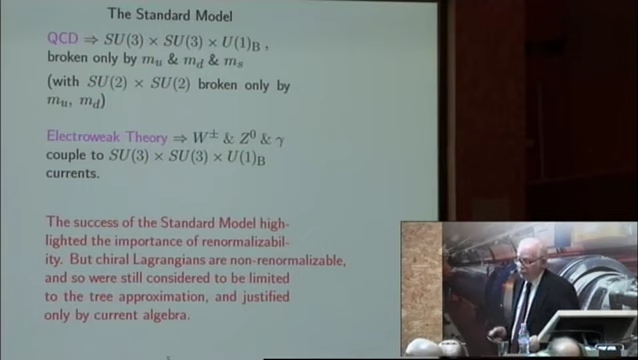 The Standard Model
QCD ⇒ SU(3) × SU(3) × U(1)_B ,
broken only by m_u & m_d & m_s
(with SU(2) × SU(2) broken only by
m_u, m_d)
Electroweak Theory ⇒ W^± & Z^0 & γ
couple to SU(3) × SU(3) × U(1)_B
currents.
The success of the Standard Model high-
lighted the importance of renormalizabil-
ity. But chiral Lagrangians are non-renormalizable,
and so were still considered to be limited
to the tree approximation, and justified
only by current algebra.